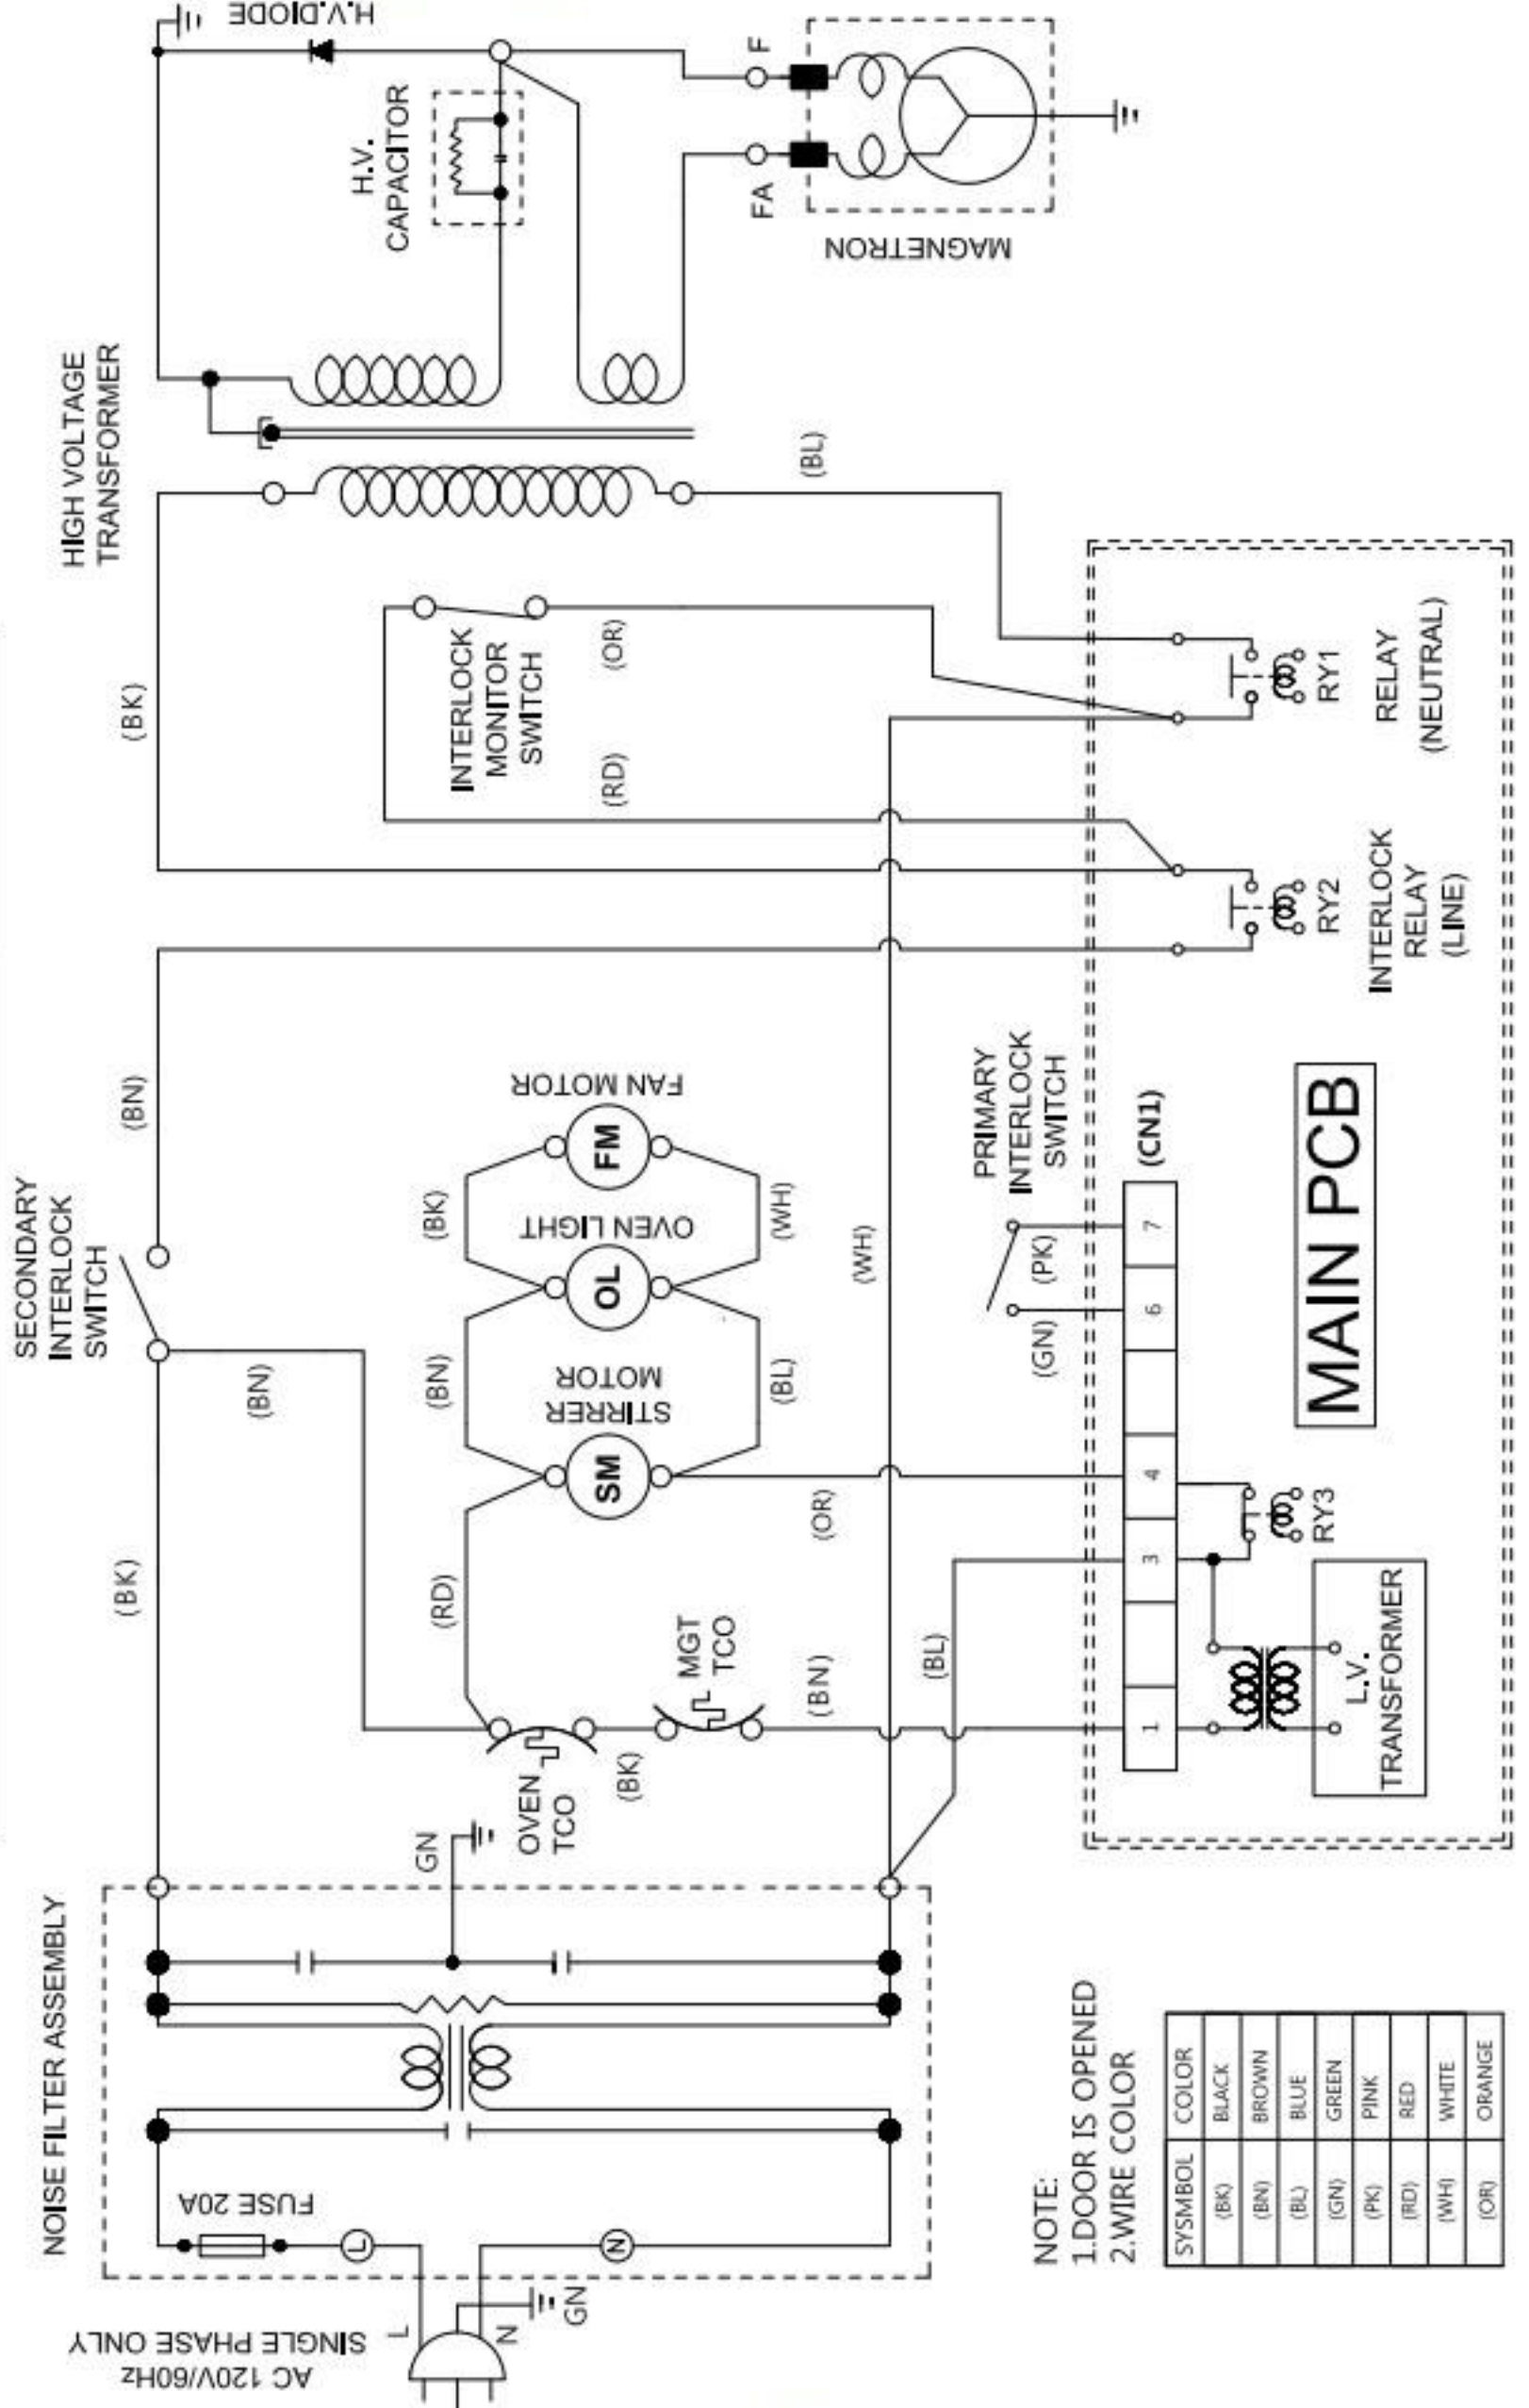 NOISE FILTER ASSEMBLY
AC 120V/60Hz
SINGLE PHASE ONLY
L
N
GN
FUSE 20A
L
N
GN
SECONDARY
INTERLOCK
SWITCH
(BK)
(BN)
(BN)
OVEN
TCO
(BK)
MGT
TCO
(BN)
(RD)
(BN)
(BK)
SM
STIRRER
MOTOR
OL
OVEN LIGHT
FM
FAN MOTOR
(BL)
(WH)
(OR)
(WH)
(BL)
PRIMARY
INTERLOCK
SWITCH
(GN)
(PK)
(CN1)
1
3
4
6
7
L.V.
TRANSFORMER
RY3
MAIN PCB
RY2
INTERLOCK
RELAY
(LINE)
RY1
RELAY
(NEUTRAL)
HIGH VOLTAGE
TRANSFORMER
(BK)
INTERLOCK
MONITOR
SWITCH
(RD)
(OR)
(BL)
H.V.DIODE
H.V.
CAPACITOR
FA
F
MAGNETRON
NOTE:
1.DOOR IS OPENED
2.WIRE COLOR
SYSMBOL COLOR
(BK) BLACK
(BN) BROWN
(BL) BLUE
(GN) GREEN
(PK) PINK
(RD) RED
(WH) WHITE
(OR) ORANGE